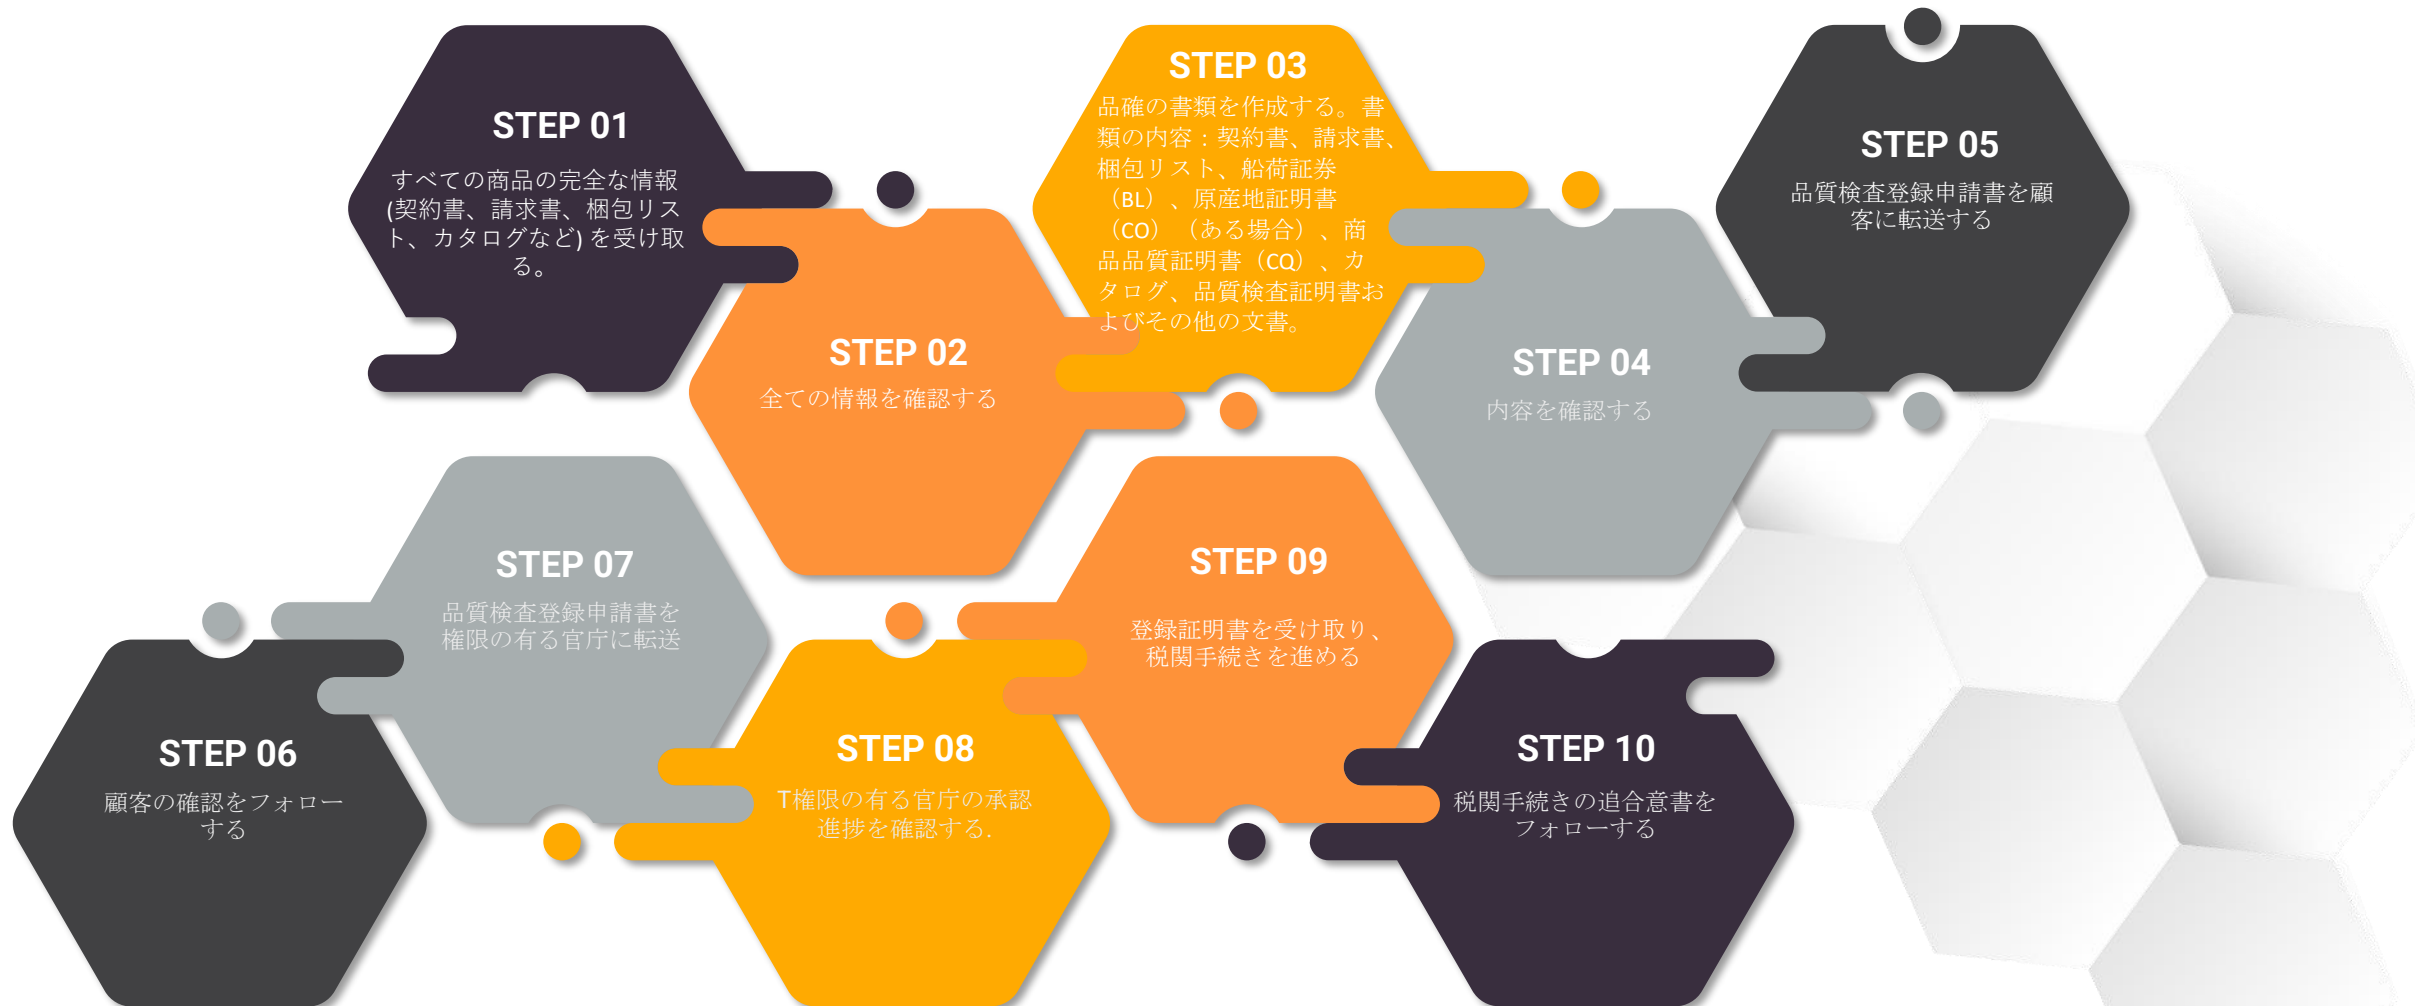 STEP 01
すべての商品の完全な情報
(契約書、請求書、梱包リス
ト、カタログなど) を受け取
る。
STEP 02
全ての情報を確認する
STEP 03
品確の書類を作成する。書
類の内容：契約書、請求書、
梱包リスト、船荷証券
（BL）、原産地証明書
（CO）（ある場合）、商
品品質証明書（CQ）、カ
タログ、品質検査証明書お
よびその他の文書。
STEP 04
内容を確認する
STEP 05
品質検査登録申請書を顧
客に転送する
STEP 06
顧客の確認をフォロー
する
STEP 07
品質検査登録申請書を
権限の有る官庁に転送
STEP 08
T権限の有る官庁の承認
進捗を確認する.
STEP 09
登録証明書を受け取り、
税関手続きを進める
STEP 10
税関手続きの追合意書を
フォローする